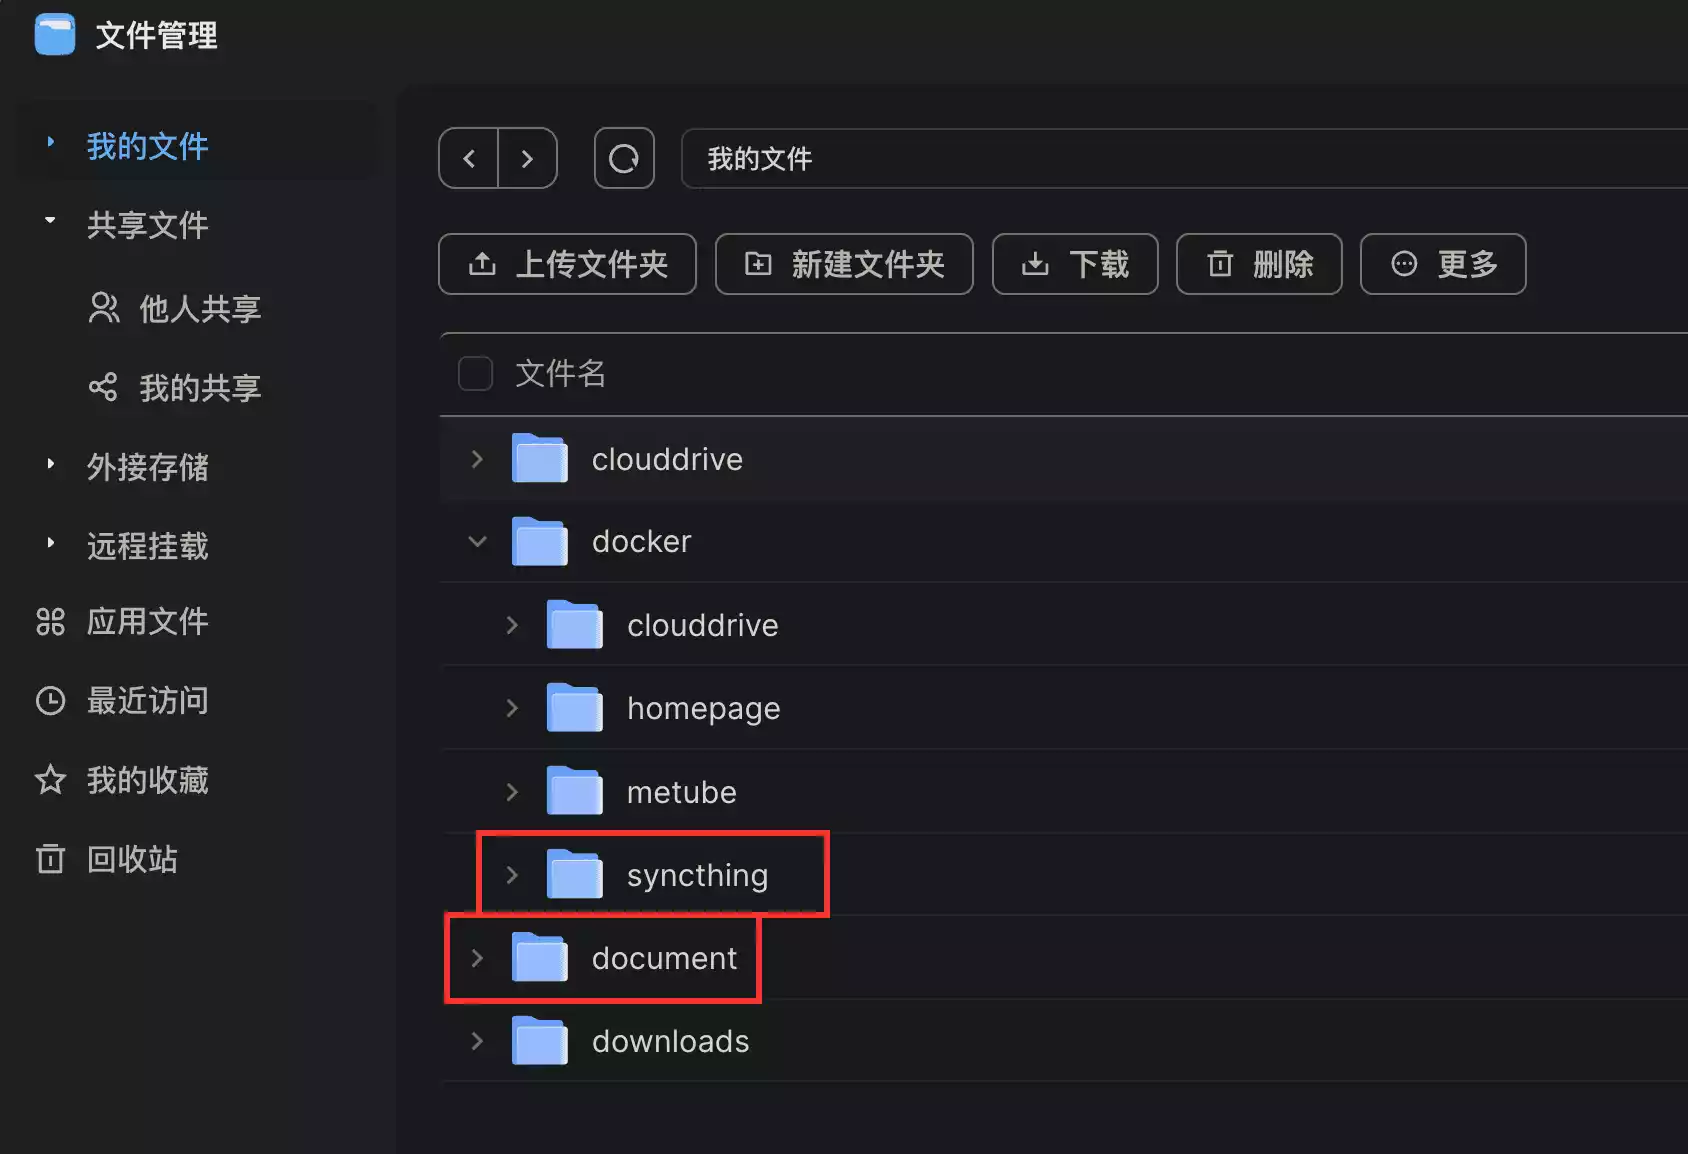 文件管理
我的文件
共享文件
他人共享
我的共享
外接存储
远程挂载
应用文件
最近访问
我的收藏
回收站
我的文件
上传文件夹 新建文件夹 下载 删除 更多
文件名
clouddrive
docker
clouddrive
homepage
metube
syncthing
document
downloads